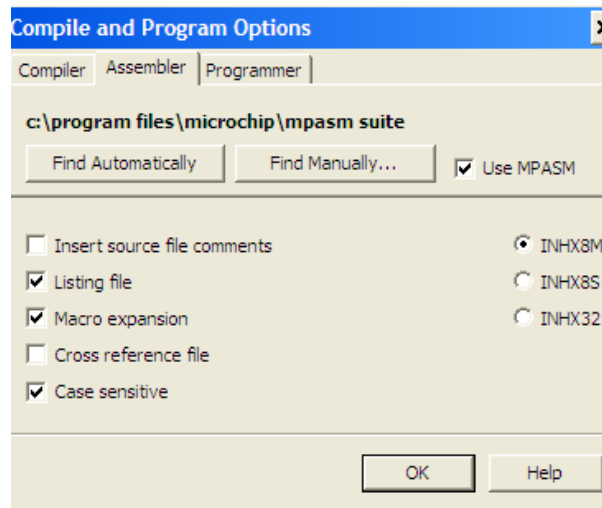 Compile and Program Options
Compiler Assembler Programmer
c:\program files\microchip\mpasm suite
Find Automatically Find Manually... Use MPASM
Insert source file comments INHX8M
Listing file INHX8S
Macro expansion INHX32
Cross reference file
Case sensitive
OK Help